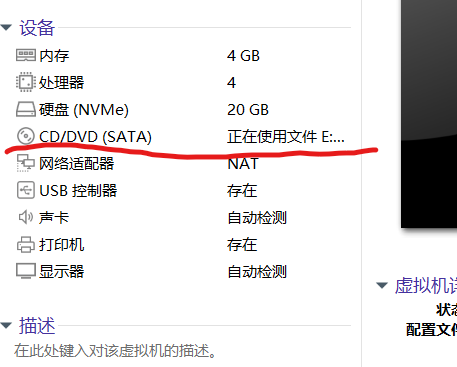 设备
内存 4 GB
处理器 4
硬盘 (NVMe) 20 GB
CD/DVD (SATA) 正在使用文件 E:...
网络适配器 NAT
USB 控制器 存在
声卡 自动检测
打印机 存在
显示器 自动检测
描述
在此处键入对该虚拟机的描述。
虚拟机详
状态
配置文件